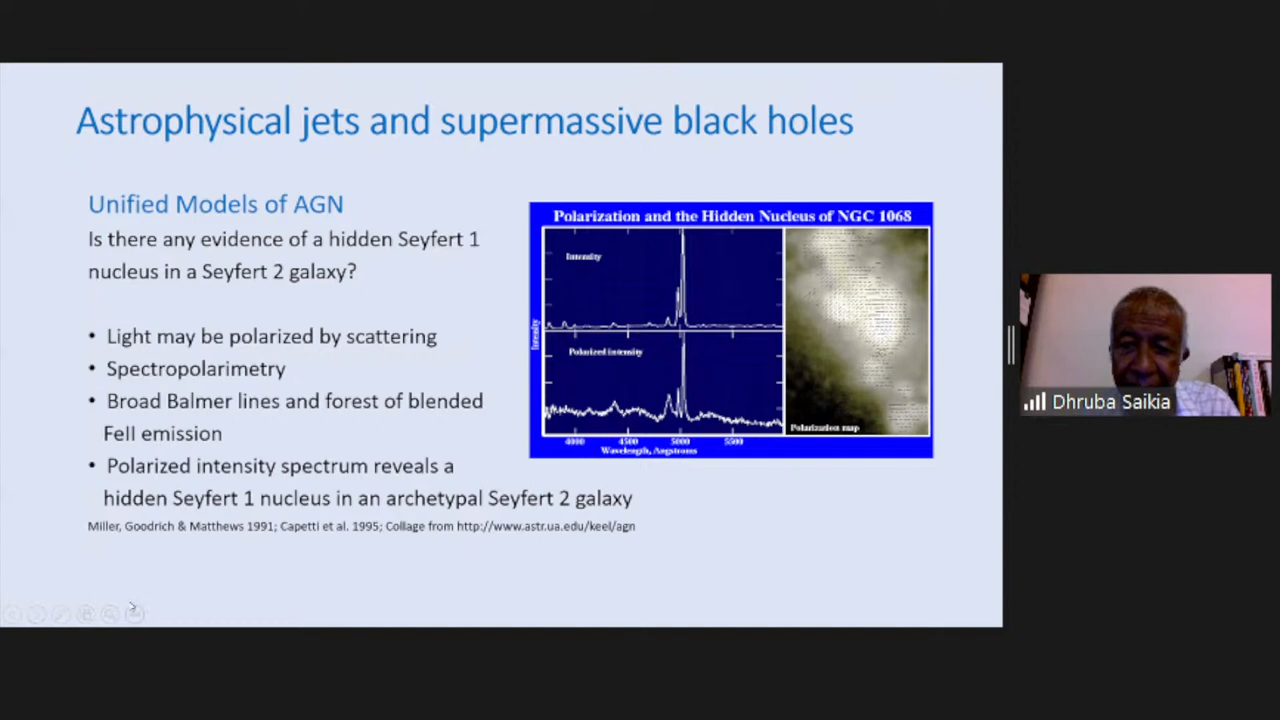 Astrophysical jets and supermassive black holes
Unified Models of AGN
Is there any evidence of a hidden Seyfert 1
nucleus in a Seyfert 2 galaxy?
• Light may be polarized by scattering
• Spectropolarimetry
• Broad Balmer lines and forest of blended
FeII emission
• Polarized intensity spectrum reveals a
hidden Seyfert 1 nucleus in an archetypal Seyfert 2 galaxy
Miller, Goodrich & Matthews 1991; Capetti et al. 1995; Collage from http://www.astr.ua.edu/keel/agn
Polarization and the Hidden Nucleus of NGC 1068
Intensity
Intensity
Polarized intensity
4000 4500 5000 5500
Wavelength, Angstroms
Polarization map
Dhruba Saikia